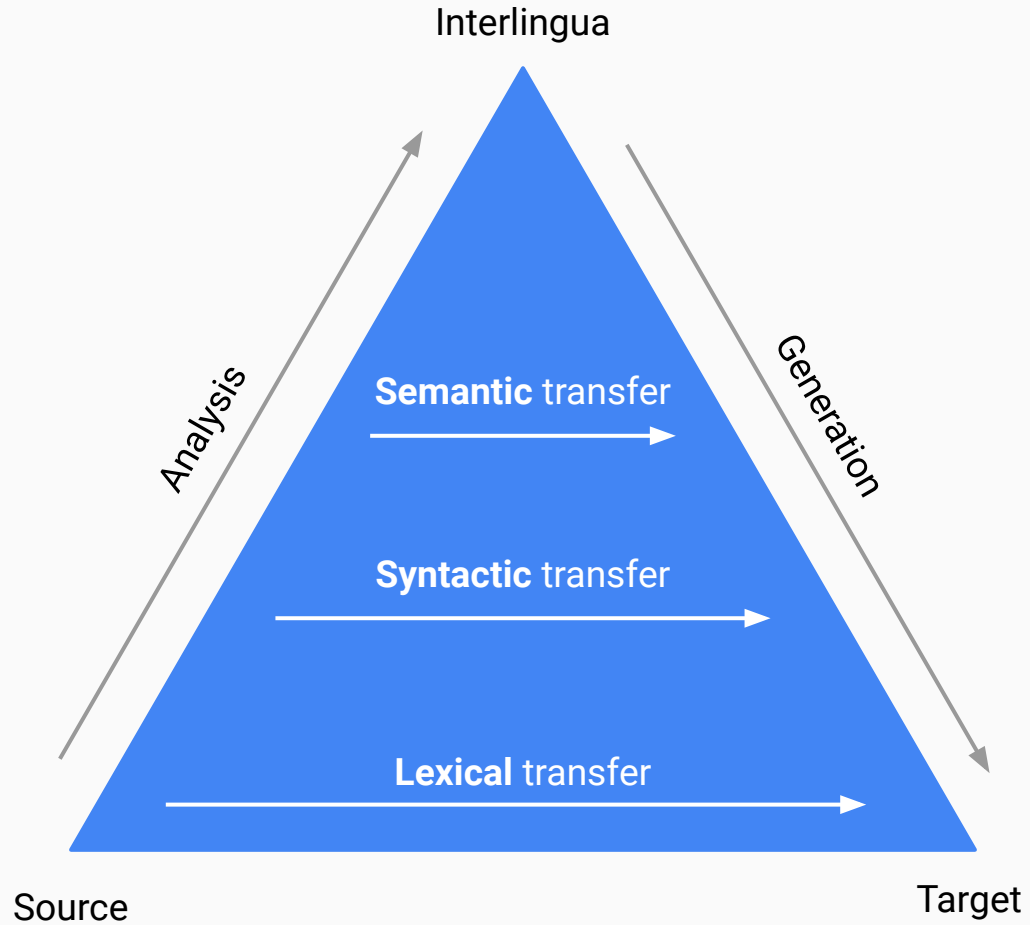 Interlingua
Analysis
Generation
Semantic transfer
Syntactic transfer
Lexical transfer
Source
Target